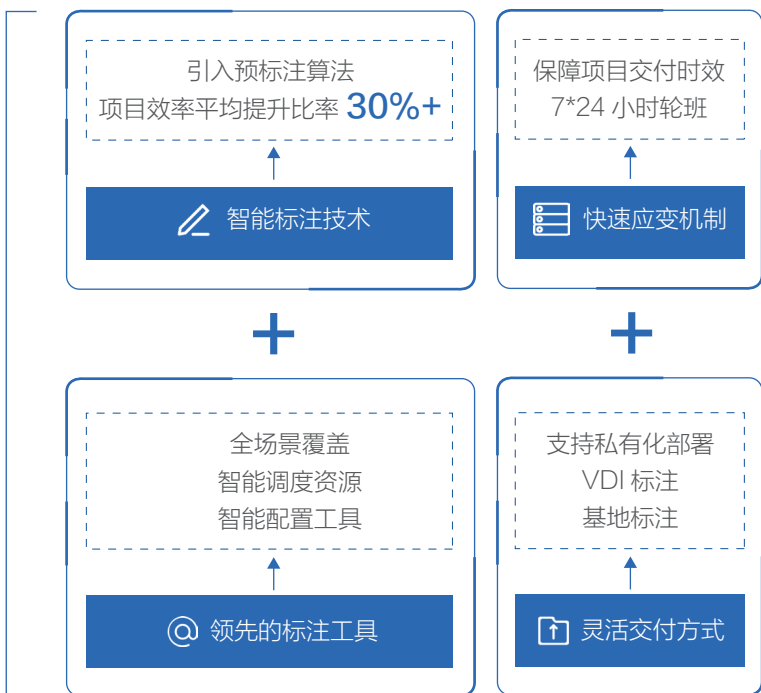 引入预标注算法
项目效率平均提升比率 30%+
智能标注技术
保障项目交付时效
7*24 小时轮班
快速应变机制
+
+
全场景覆盖
智能调度资源
智能配置工具
领先的标注工具
支持私有化部署
VDI 标注
基地标注
灵活交付方式